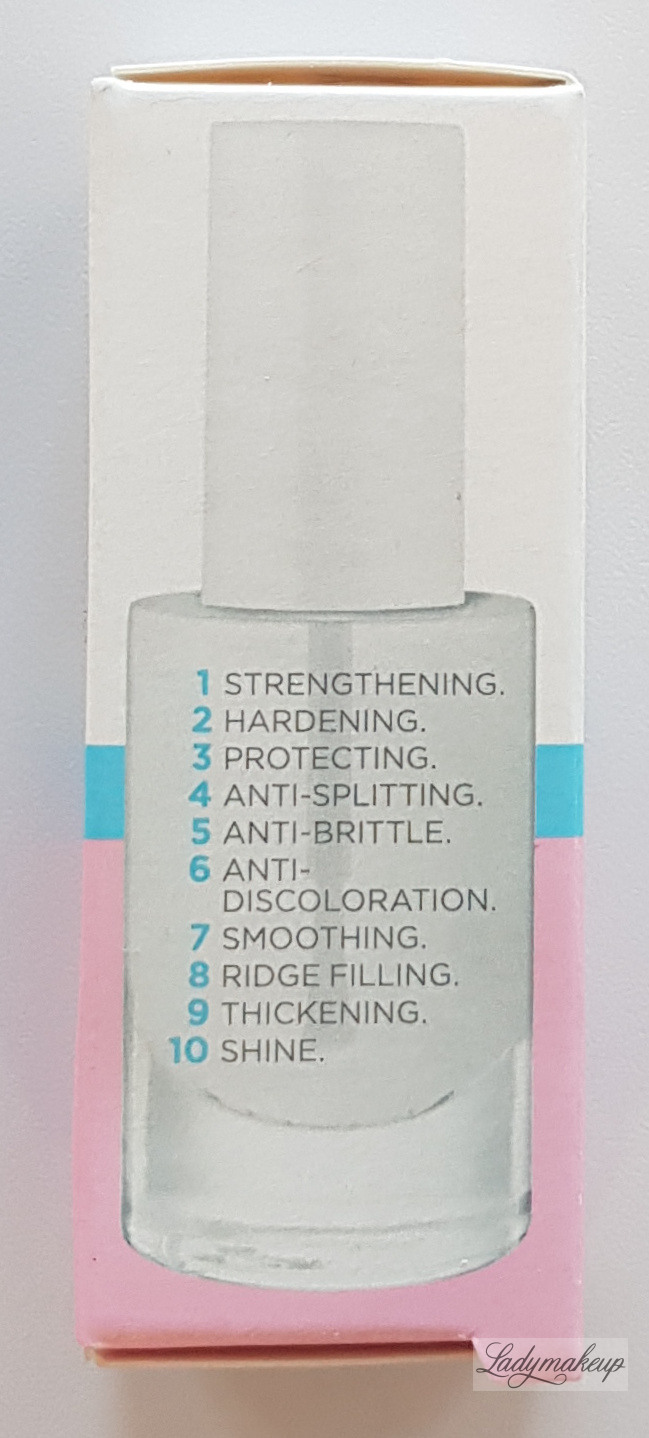 1 STRENGTHENING.
2 HARDENING.
3 PROTECTING.
4 ANTI-SPLITTING.
5 ANTI-BRITTLE.
6 ANTI-
DISCOLORATION.
7 SMOOTHING.
8 RIDGE FILLING.
9 THICKENING.
10 SHINE.
Ladymakeup